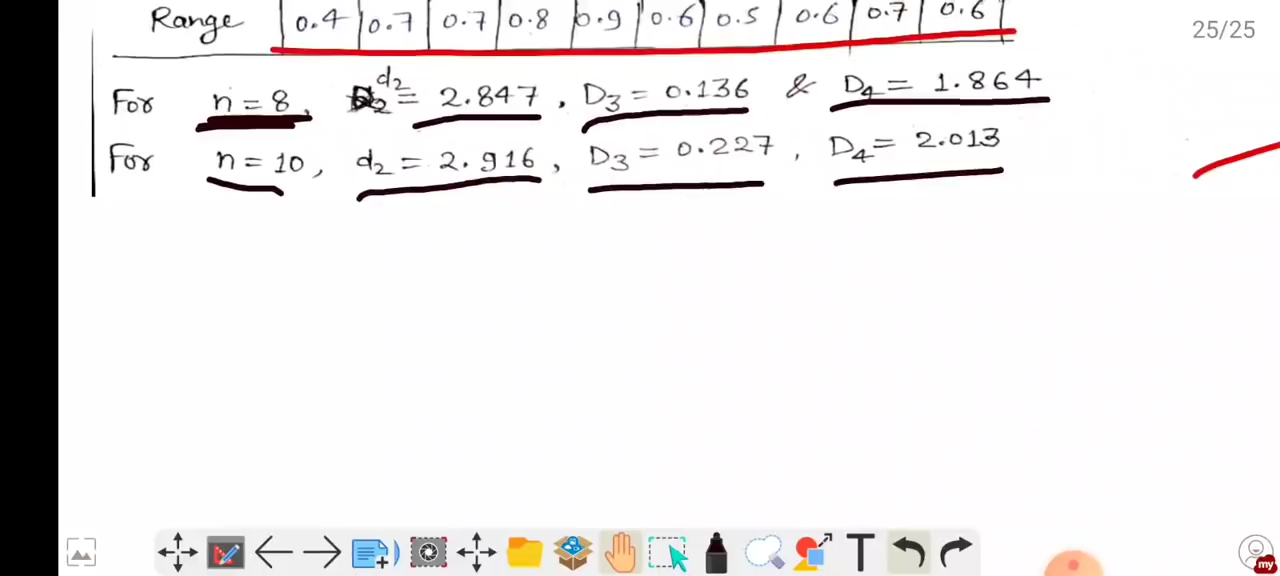 Range 0.4 0.7 0.7 0.8 0.9 0.6 0.5 0.6 0.7 0.6
25/25
For n = 8, d2 = 2.847, D3 = 0.136 & D4 = 1.864
For n = 10, d2 = 2.916, D3 = 0.227, D4 = 2.013
T
my